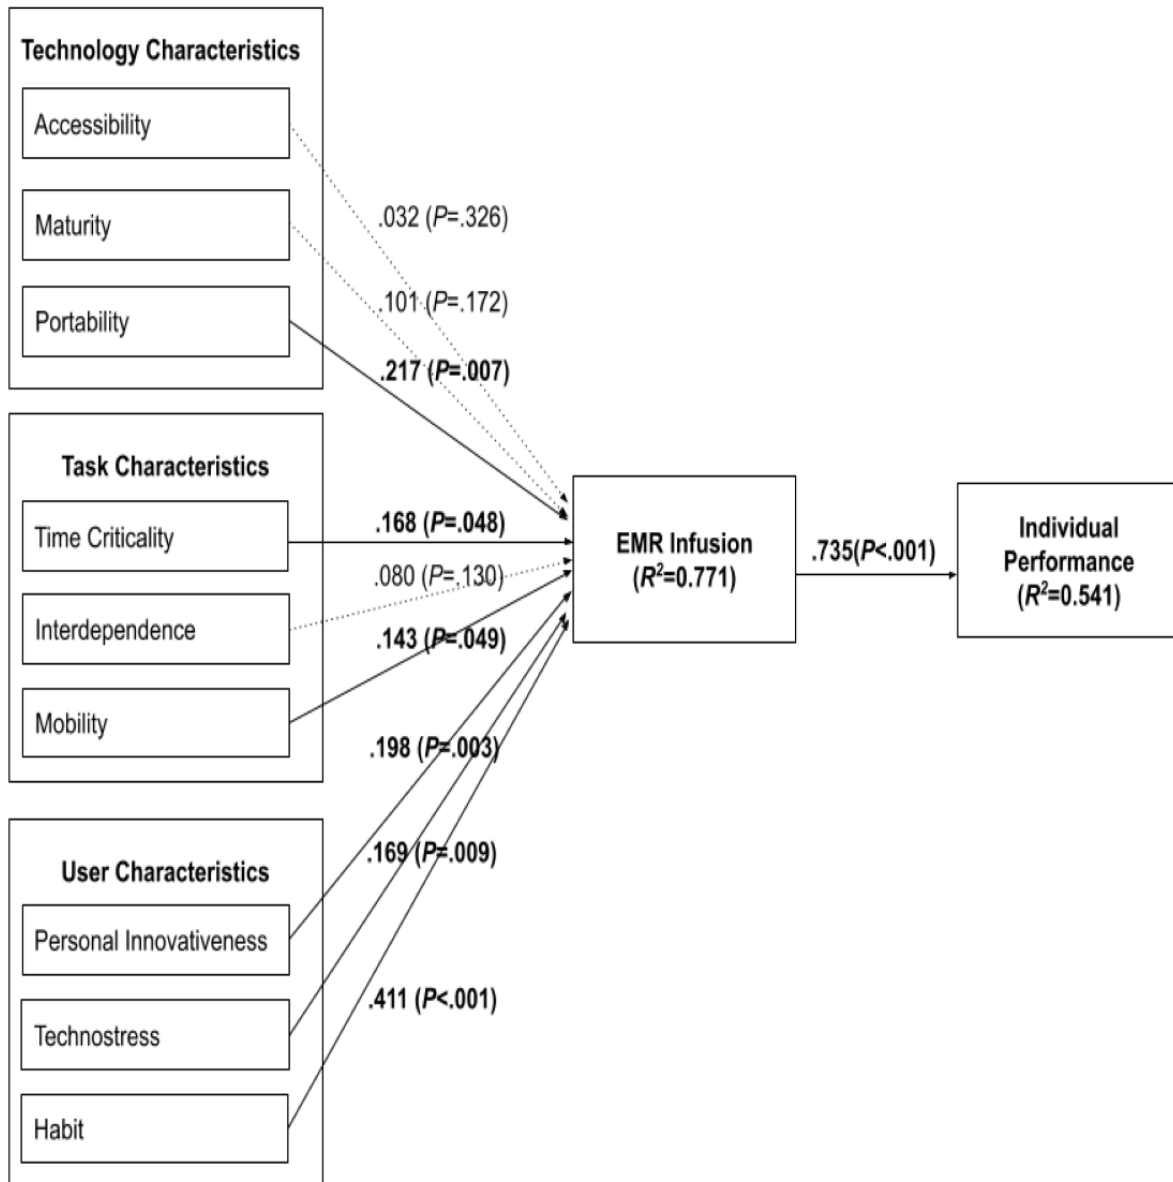 Technology Characteristics
Accessibility
Maturity
Portability
.032 (P=.326)
.101 (P=.172)
.217 (P=.007)
Task Characteristics
Time Criticality
Interdependence
Mobility
.168 (P=.048)
.080 (P=.130)
.143 (P=.049)
User Characteristics
Personal Innovativeness
Technostress
Habit
.198 (P=.003)
.169 (P=.009)
.411 (P<.001)
EMR Infusion
(R²=0.771)
.735(P<.001)
Individual
Performance
(R²=0.541)